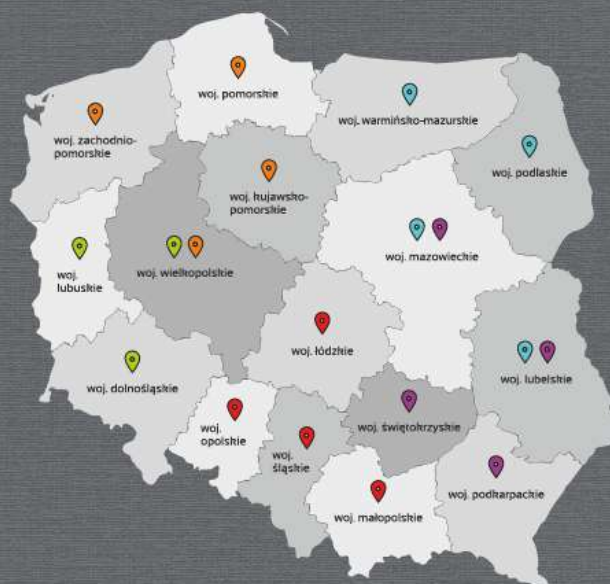 woj. pomorskie
woj. warmińsko-mazurskie
woj. zachodnio-
pomorskie
woj. podlaskie
woj. kujawsko-
pomorskie
woj. mazowieckie
woj.
lubuskie
woj. wielkopolskie
woj. łódzkie
woj. lubelskie
woj. dolnośląskie
woj.
opolskie
woj.
śląskie
woj. świętokrzyskie
woj. podkarpackie
woj. małopolskie